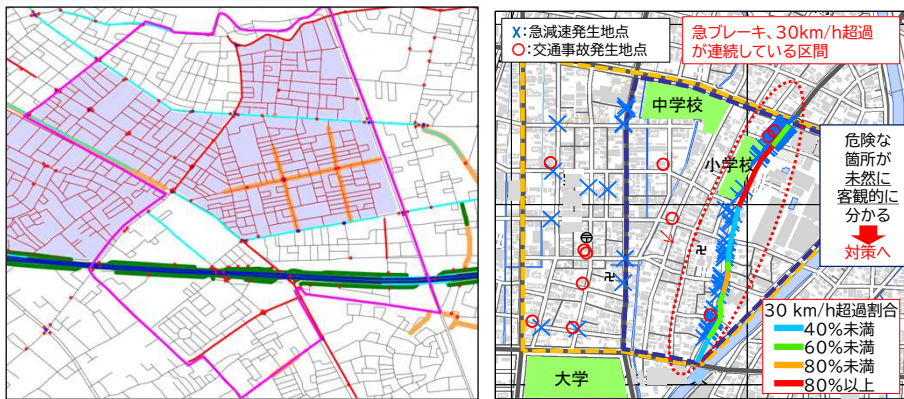 X:急減速発生地点
○:交通事故発生地点
急ブレーキ、30km/h超過
が連続している区間
中学校
小学校
危険な
箇所が
未然に
客観的に
分かる
対策へ
30 km/h超過割合
40%未満
60%未満
80%未満
80%以上
大学